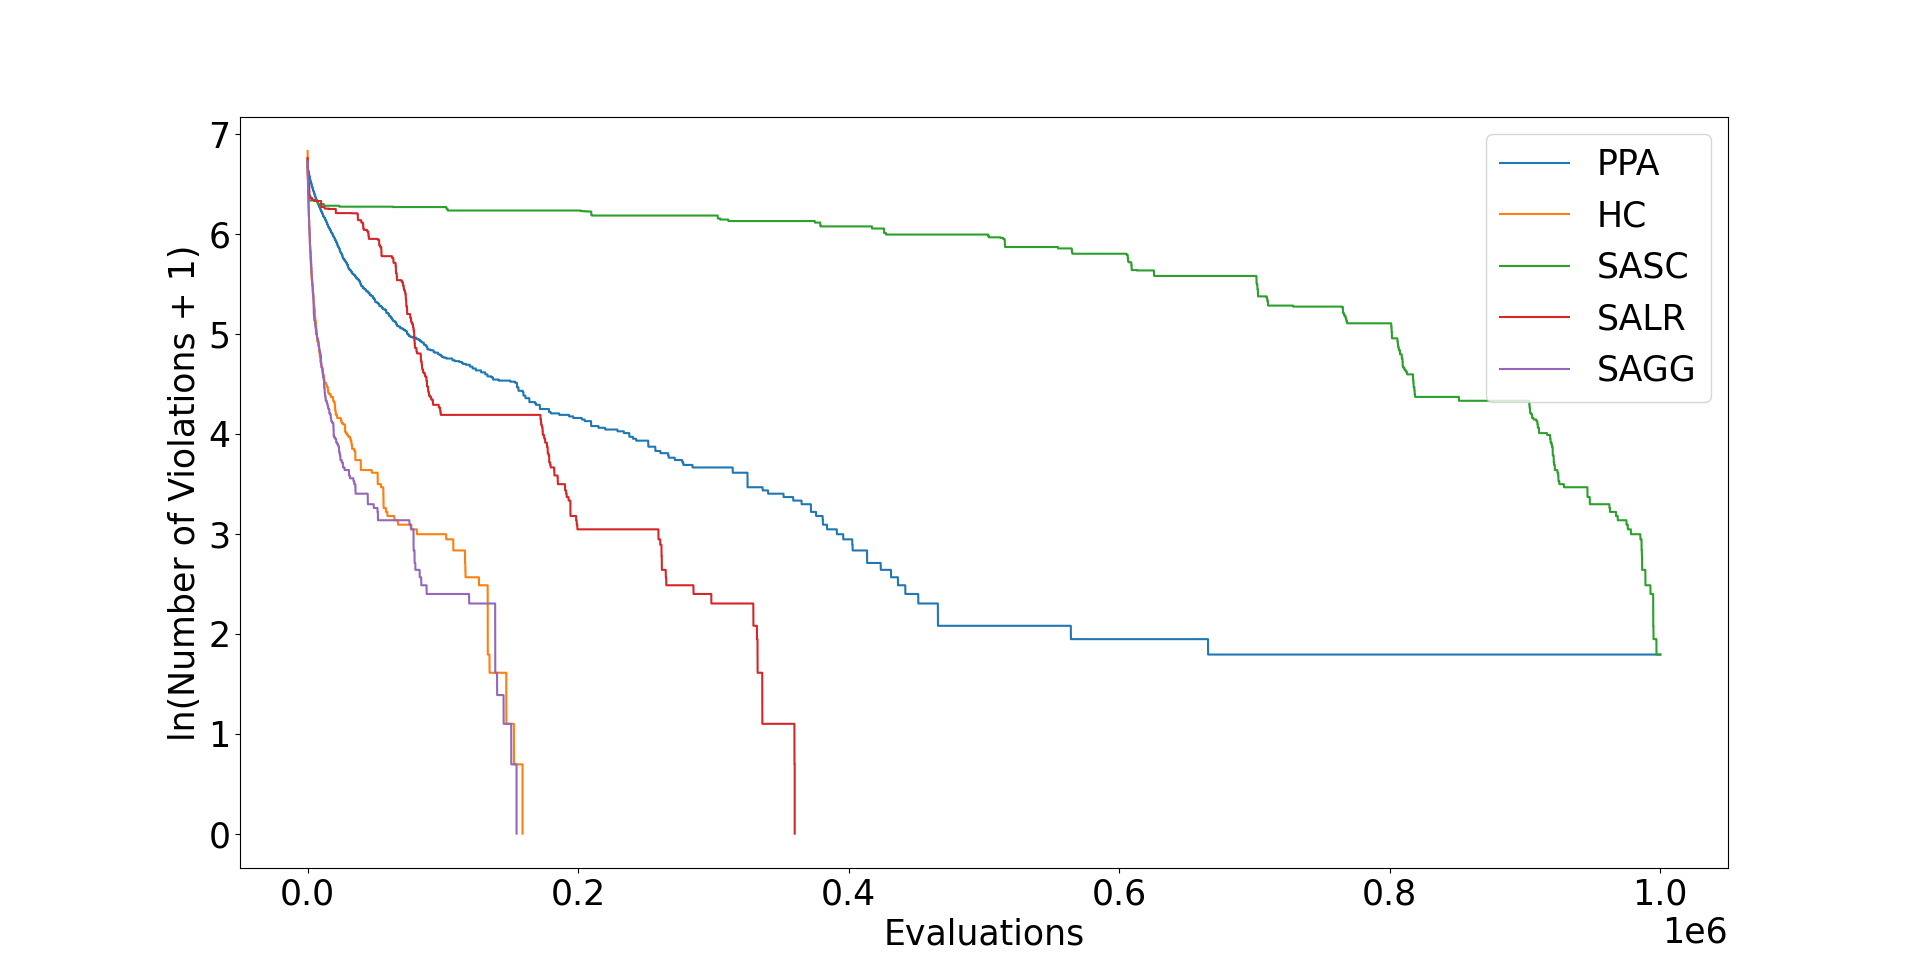 ln(Number of Violations + 1)
7
6
5
4
3
2
1
0
PPA
HC
SASC
SALR
SAGG
0.0 0.2 0.4 0.6 0.8 1.0
Evaluations
1e6